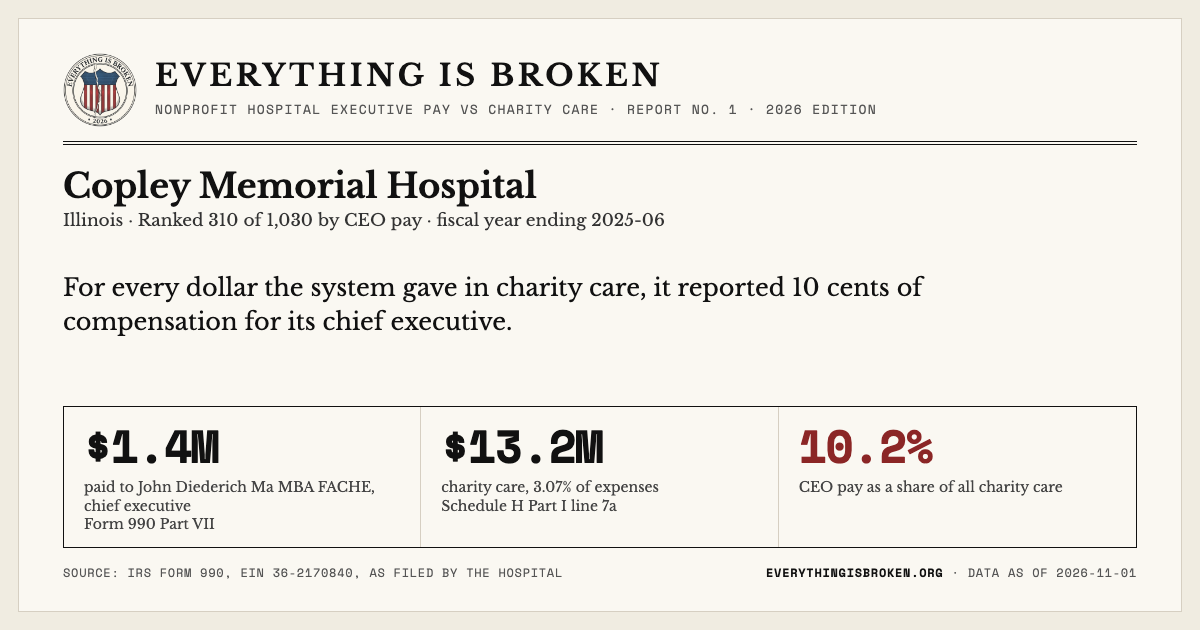 EVERYTHING IS BROKEN
· 2026 ·
EVERYTHING IS BROKEN
NONPROFIT HOSPITAL EXECUTIVE PAY VS CHARITY CARE · REPORT NO. 1 · 2026 EDITION
Copley Memorial Hospital
Illinois · Ranked 310 of 1,030 by CEO pay · fiscal year ending 2025-06
For every dollar the system gave in charity care, it reported 10 cents of
compensation for its chief executive.
$1.4M
paid to John Diederich Ma MBA FACHE,
chief executive
Form 990 Part VII
$13.2M
charity care, 3.07% of expenses
Schedule H Part I line 7a
10.2%
CEO pay as a share of all charity care
SOURCE: IRS FORM 990, EIN 36-2170840, AS FILED BY THE HOSPITAL
EVERYTHINGISBROKEN.ORG · DATA AS OF 2026-11-01